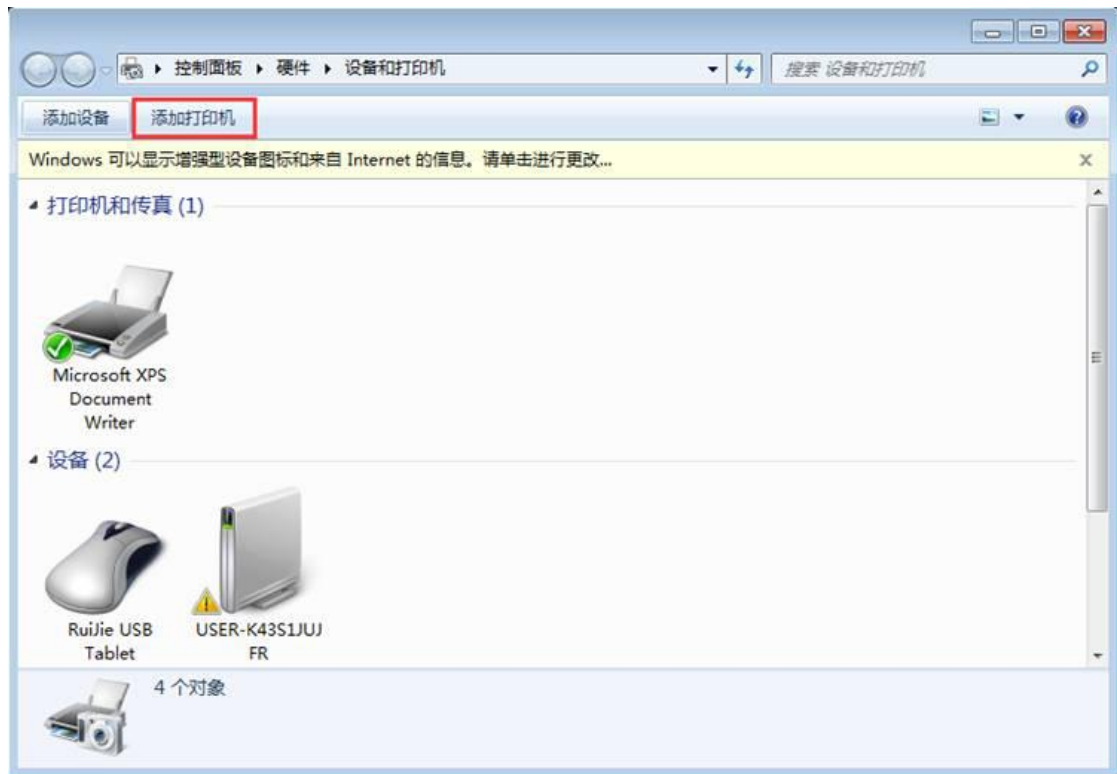 控制面板 ▸ 硬件 ▸ 设备和打印机
搜索 设备和打印机
添加设备 添加打印机
Windows 可以显示增强型设备图标和来自 Internet 的信息。请单击进行更改...
打印机和传真 (1)
Microsoft XPS
Document
Writer
设备 (2)
RuiJie USB
Tablet
USER-K43S1JUJ
FR
4 个对象